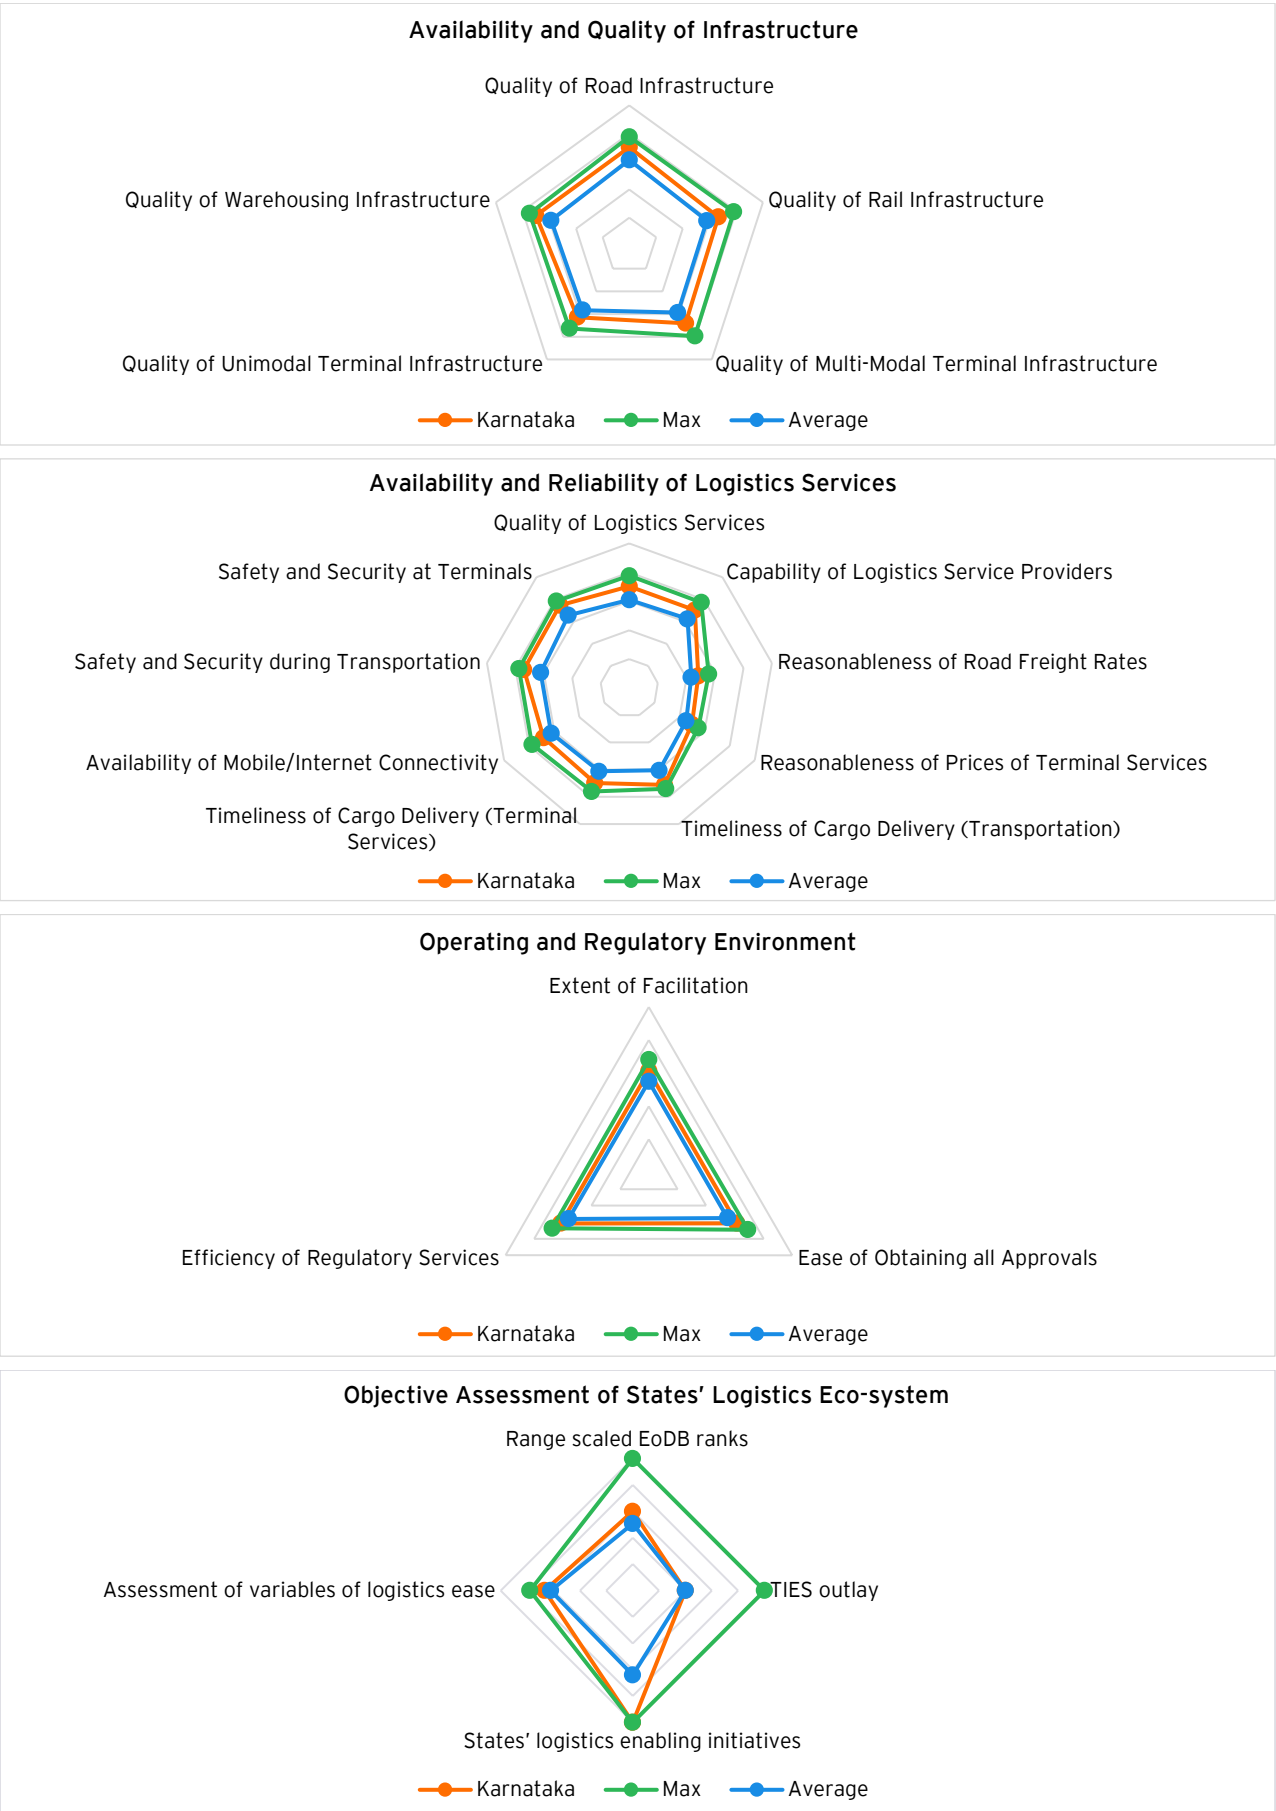 Availability and Quality of Infrastructure
Quality of Road Infrastructure
Quality of Warehousing Infrastructure
Quality of Rail Infrastructure
Quality of Unimodal Terminal Infrastructure
Quality of Multi-Modal Terminal Infrastructure
Karnataka Max Average
Availability and Reliability of Logistics Services
Quality of Logistics Services
Safety and Security at Terminals
Capability of Logistics Service Providers
Safety and Security during Transportation
Reasonableness of Road Freight Rates
Availability of Mobile/Internet Connectivity
Reasonableness of Prices of Terminal Services
Timeliness of Cargo Delivery (Terminal
Services)
Timeliness of Cargo Delivery (Transportation)
Karnataka Max Average
Operating and Regulatory Environment
Extent of Facilitation
Efficiency of Regulatory Services
Ease of Obtaining all Approvals
Karnataka Max Average
Objective Assessment of States’ Logistics Eco-system
Range scaled EoDB ranks
Assessment of variables of logistics ease
TIES outlay
States’ logistics enabling initiatives
Karnataka Max Average